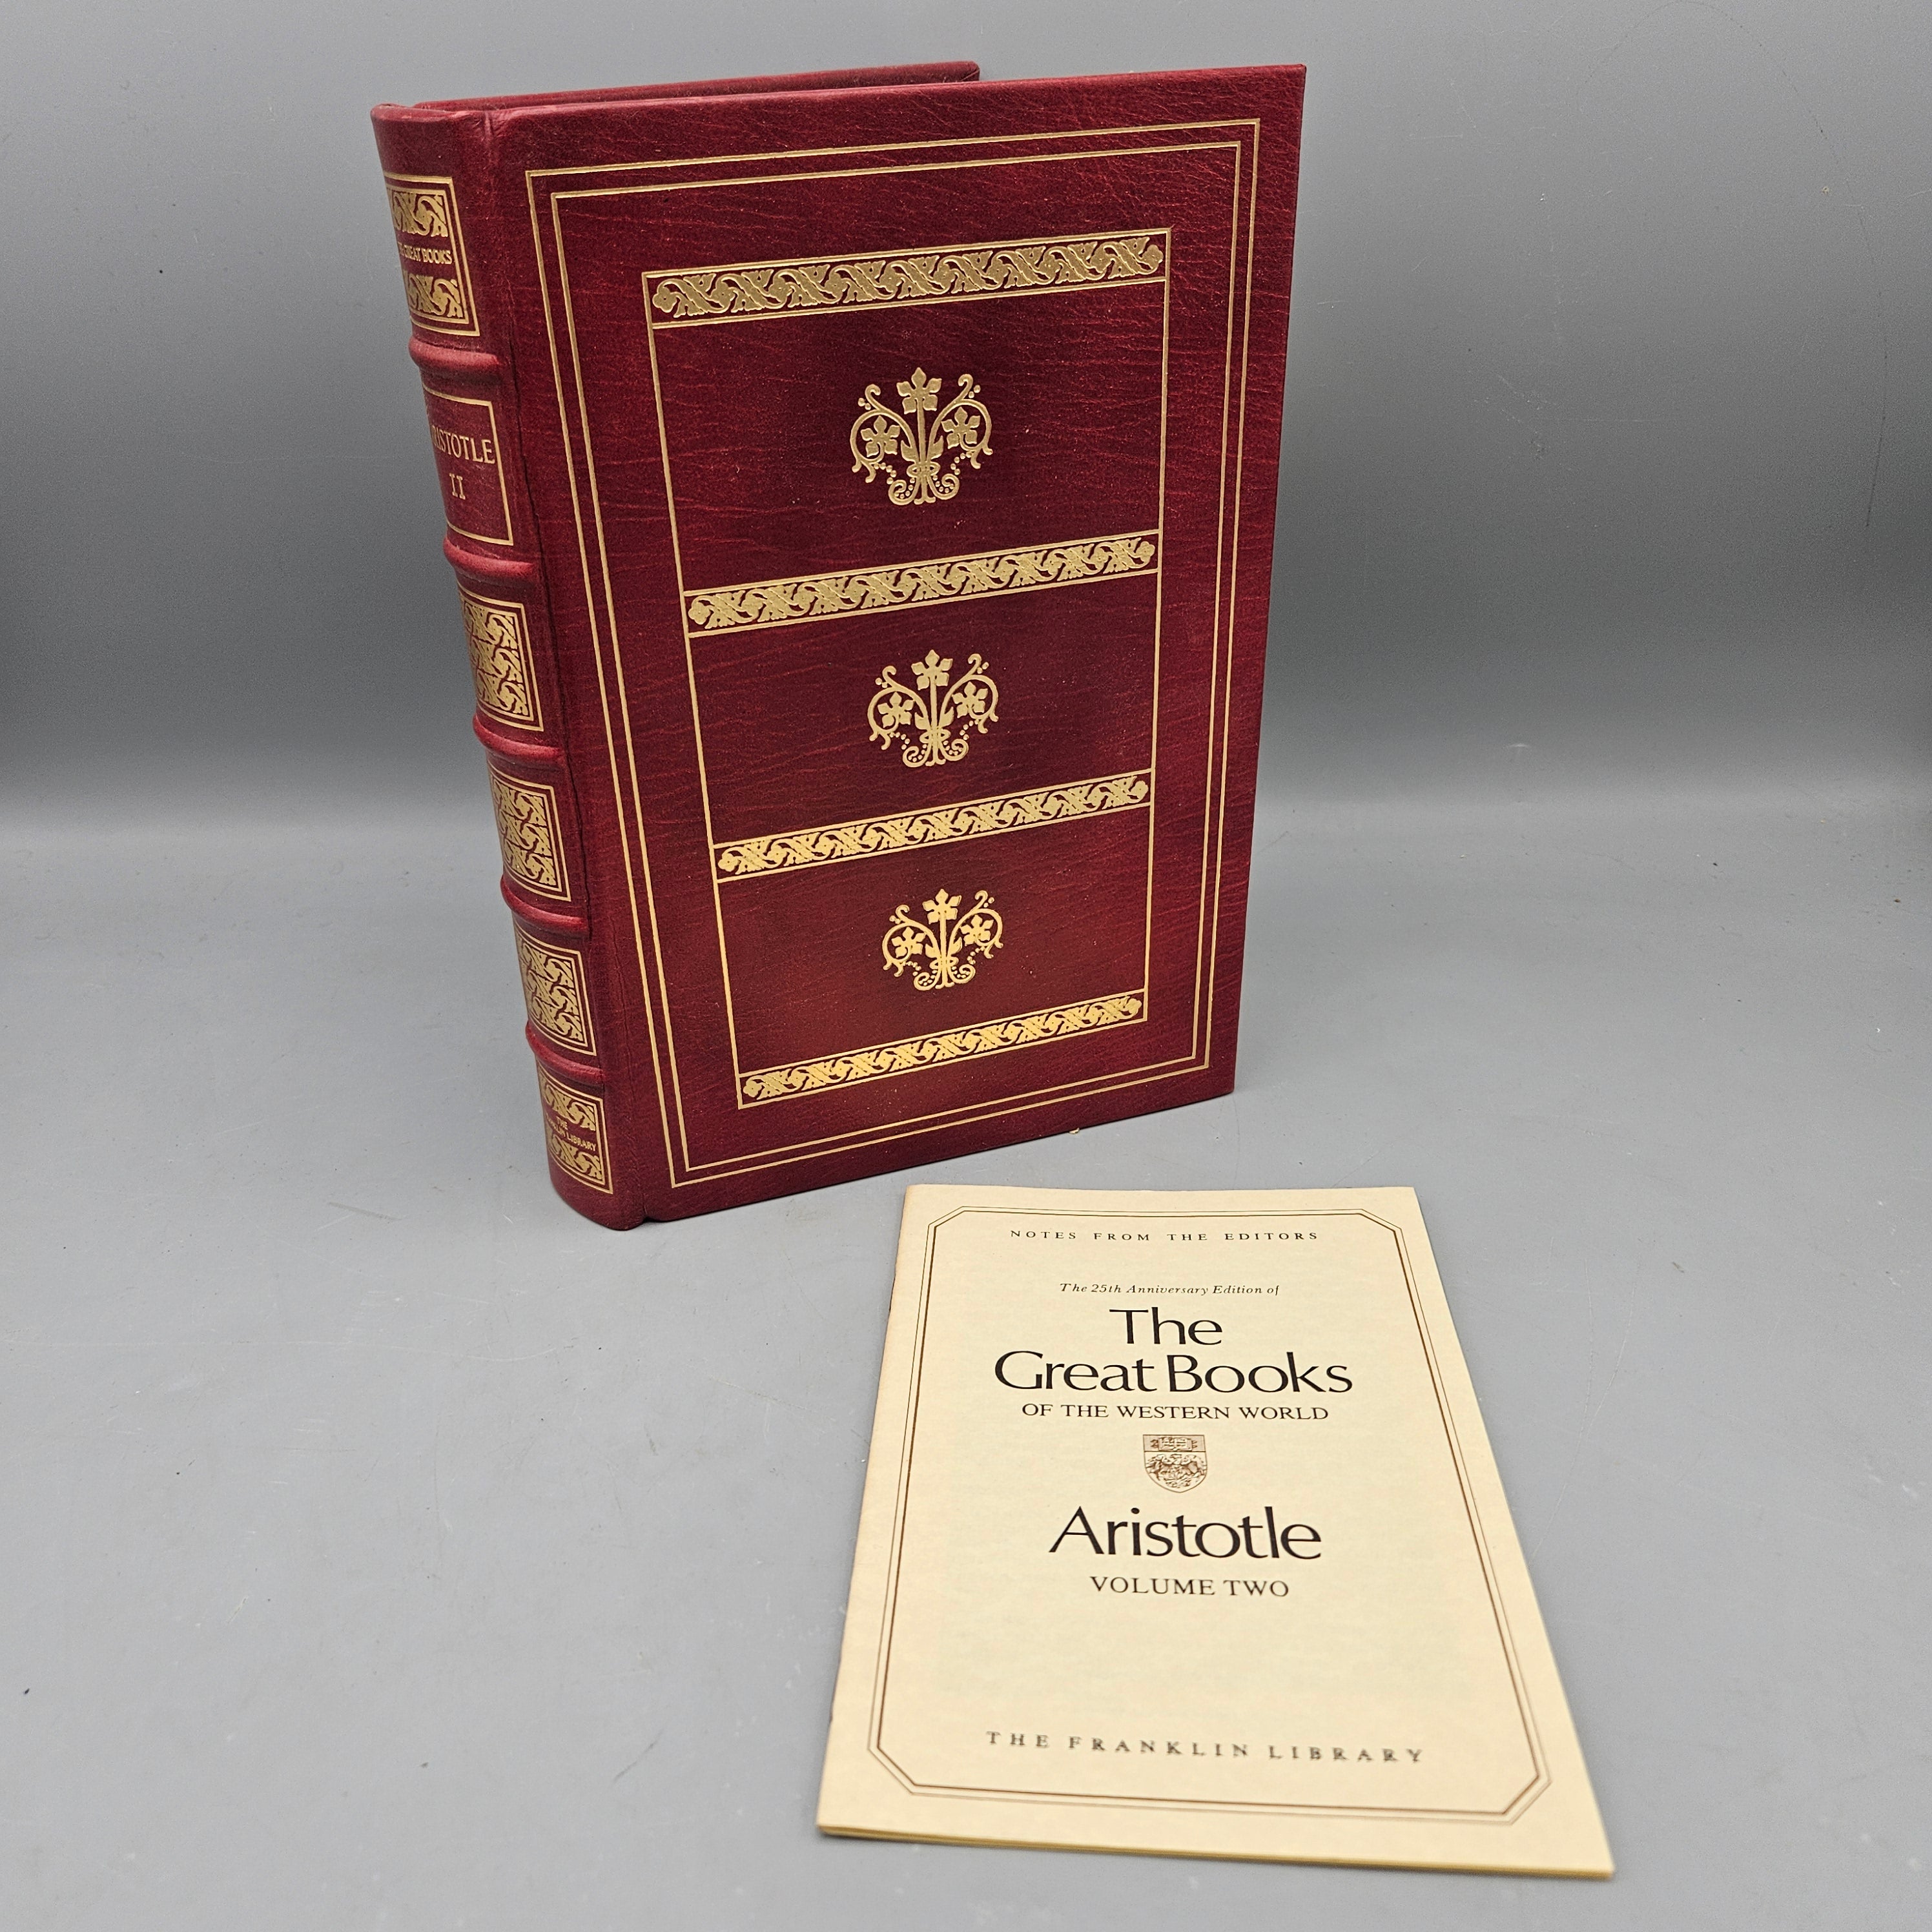 GREAT BOOKS
ARISTOTLE
II
THE
FRANKLIN LIBRARY
NOTES FROM THE EDITORS
The 25th Anniversary Edition of
The
Great Books
OF THE WESTERN WORLD
Aristotle
VOLUME TWO
THE FRANKLIN LIBRARY